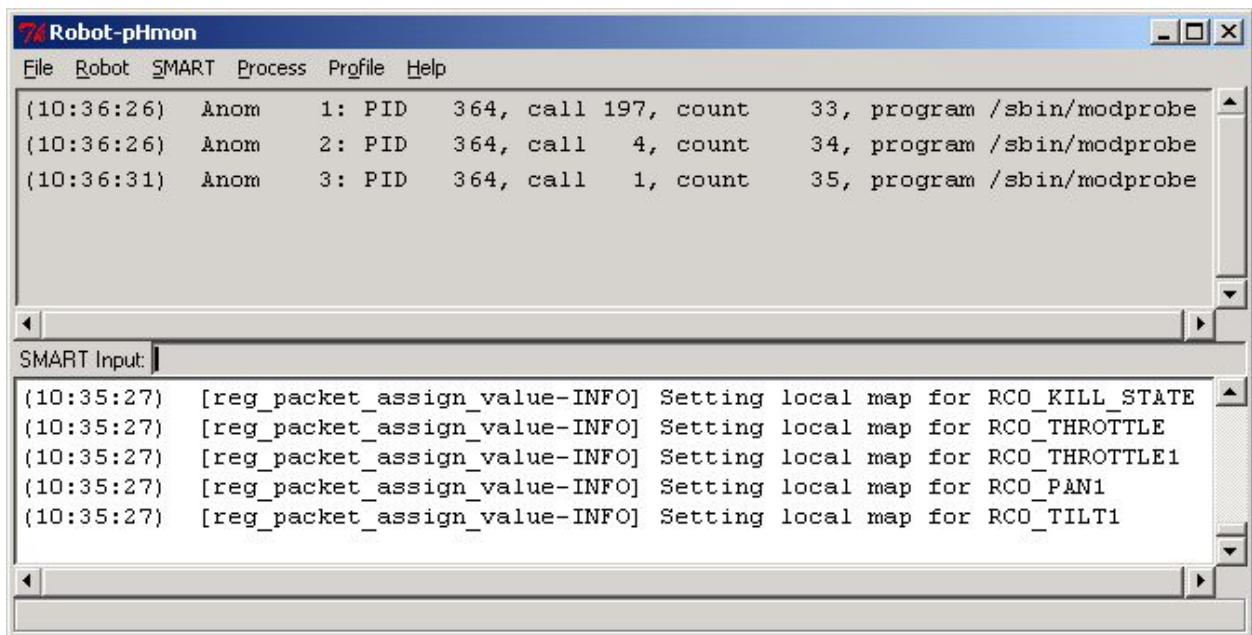 Robot-pHmon
File Robot SMART Process Profile Help
(10:36:26) Anom 1: PID 364, call 197, count 33, program /sbin/modprobe
(10:36:26) Anom 2: PID 364, call 4, count 34, program /sbin/modprobe
(10:36:31) Anom 3: PID 364, call 1, count 35, program /sbin/modprobe
SMART Input:
(10:35:27) [reg_packet_assign_value-INFO] Setting local map for RCO_KILL_STATE
(10:35:27) [reg_packet_assign_value-INFO] Setting local map for RCO_THROTTLE
(10:35:27) [reg_packet_assign_value-INFO] Setting local map for RCO_THROTTLE1
(10:35:27) [reg_packet_assign_value-INFO] Setting local map for RCO_PAN1
(10:35:27) [reg_packet_assign_value-INFO] Setting local map for RCO_TILT1